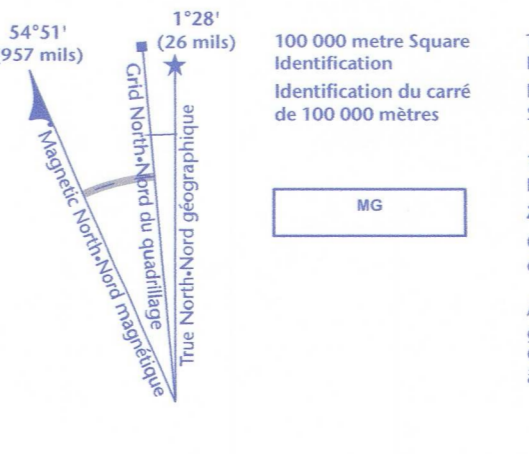 54°51'
957 mils)
1°28'
(26 mils)
Magnetic North•Nord magnétique
Grid North•Nord du quadrillage
True North•Nord géographique
100 000 metre Square
Identification
Identification du carré
de 100 000 mètres
MG